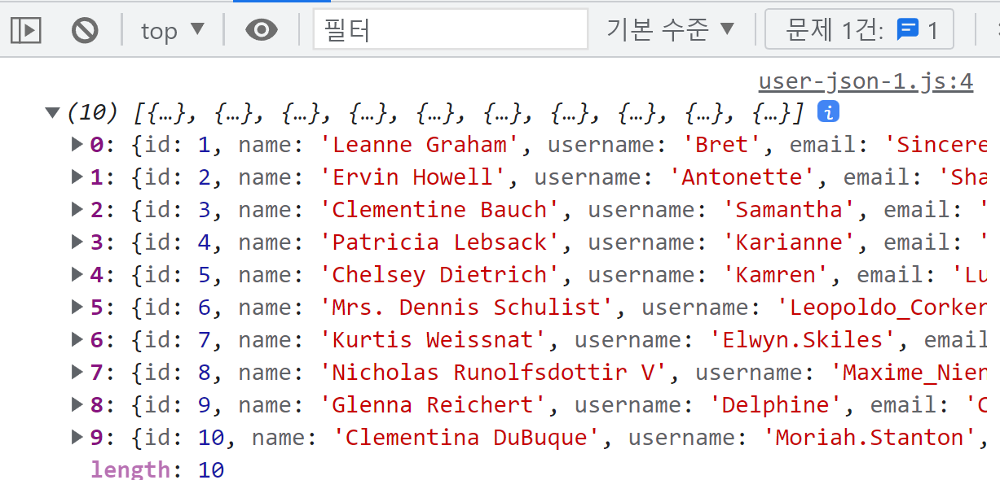 top ▼ 필터 기본 수준 ▼ 문제 1건: 1
user-json-1.js:4
▼ (10) [{…}, {…}, {…}, {…}, {…}, {…}, {…}, {…}, {…}, {…}] i
▶ 0: {id: 1, name: 'Leanne Graham', username: 'Bret', email: 'Sincere
▶ 1: {id: 2, name: 'Ervin Howell', username: 'Antonette', email: 'Sha
▶ 2: {id: 3, name: 'Clementine Bauch', username: 'Samantha', email: '
▶ 3: {id: 4, name: 'Patricia Lebsack', username: 'Karianne', email: '
▶ 4: {id: 5, name: 'Chelsey Dietrich', username: 'Kamren', email: 'Lu
▶ 5: {id: 6, name: 'Mrs. Dennis Schulist', username: 'Leopoldo_Corker
▶ 6: {id: 7, name: 'Kurtis Weissnat', username: 'Elwyn.Skiles', email
▶ 7: {id: 8, name: 'Nicholas Runolfsdottir V', username: 'Maxime_Nien
▶ 8: {id: 9, name: 'Glenna Reichert', username: 'Delphine', email: 'C
▶ 9: {id: 10, name: 'Clementina DuBuque', username: 'Moriah.Stanton',
length: 10